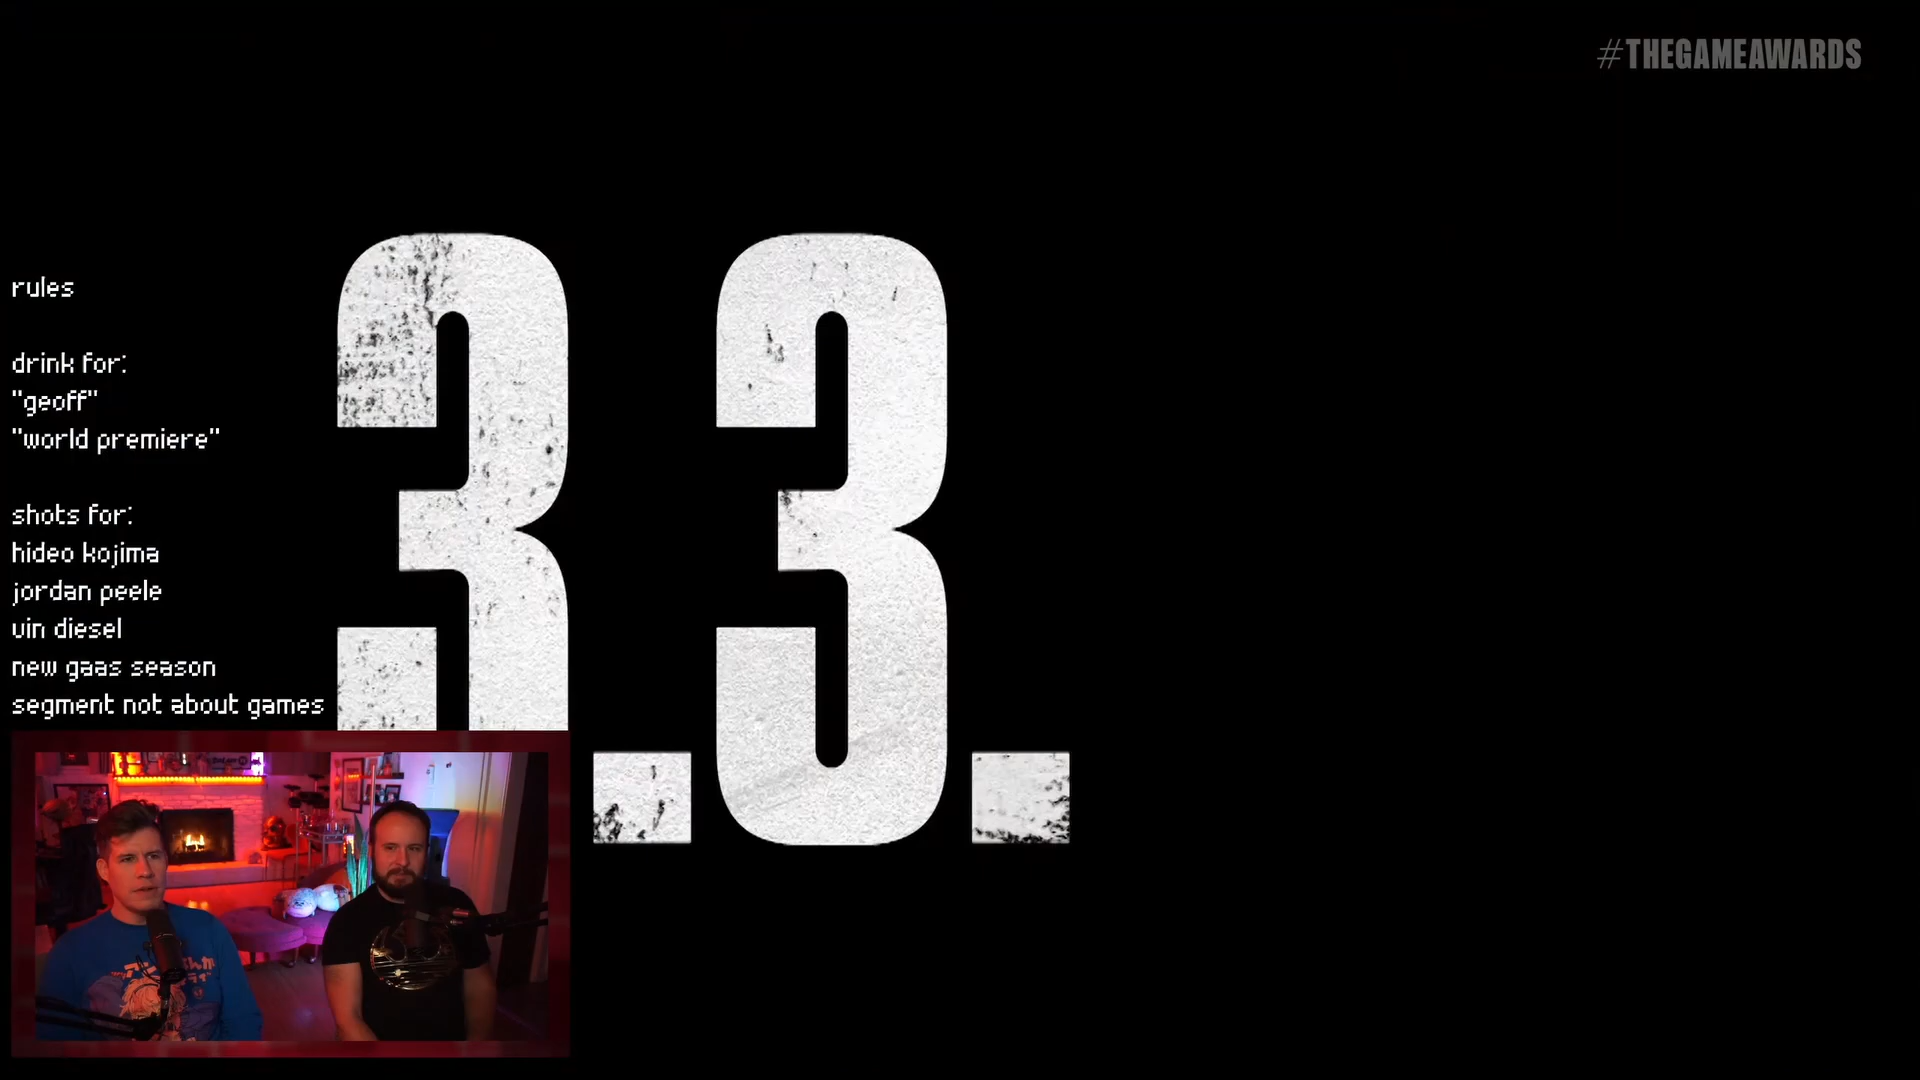 #THEGAMEAWARDS
3.3.
rules
drink for:
"geoff"
"world premiere"
shots for:
hideo kojima
jordan peele
vin diesel
new gaas season
segment not about games